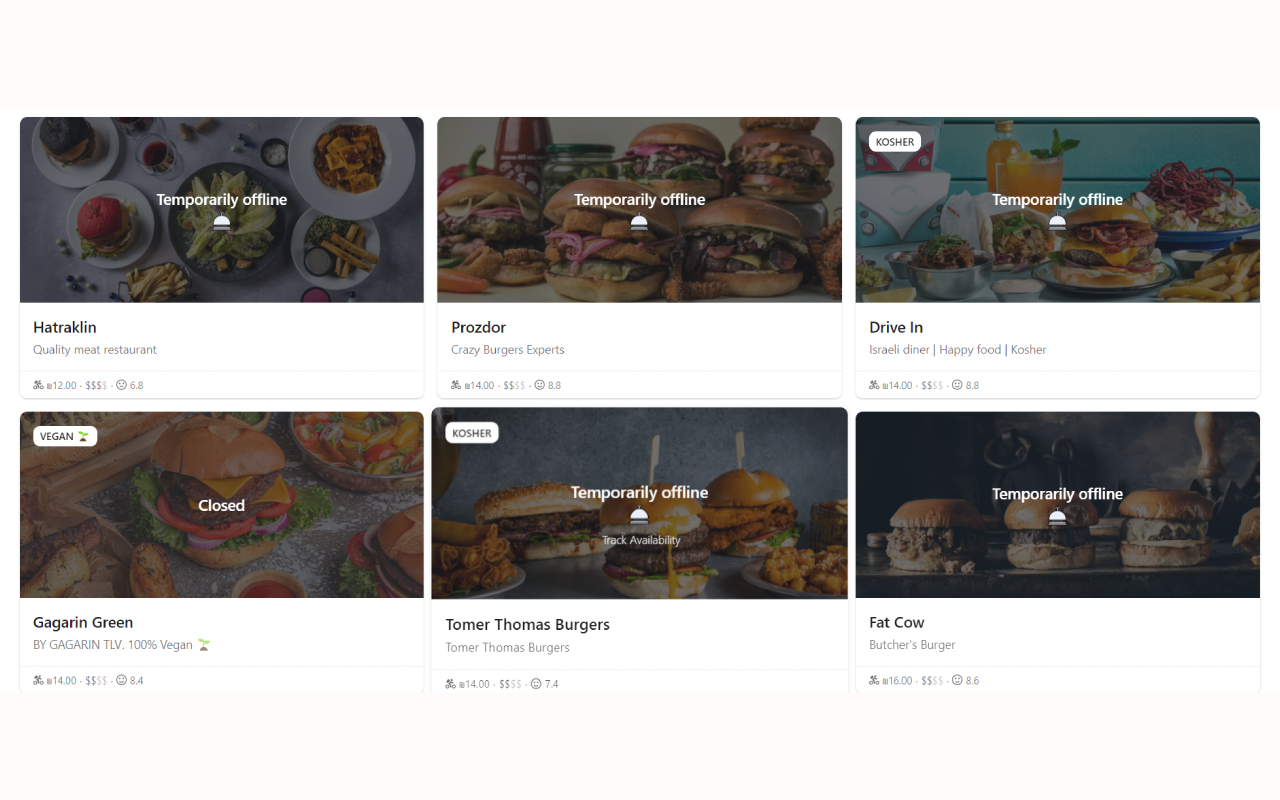 Temporarily offline
Hatraklin
Quality meat restaurant
₪12.00 · $$$$ · 6.8
Temporarily offline
Prozdor
Crazy Burgers Experts
₪14.00 · $$$$ · 8.8
KOSHER
Temporarily offline
Drive In
Israeli diner | Happy food | Kosher
₪14.00 · $$$$ · 8.8
VEGAN 🌱
Closed
Gagarin Green
BY GAGARIN TLV. 100% Vegan 🌱
₪14.00 · $$$$ · 8.4
KOSHER
Temporarily offline
Track Availability
Tomer Thomas Burgers
Tomer Thomas Burgers
₪14.00 · $$$$ · 7.4
Temporarily offline
Fat Cow
Butcher's Burger
₪16.00 · $$$$ · 8.6